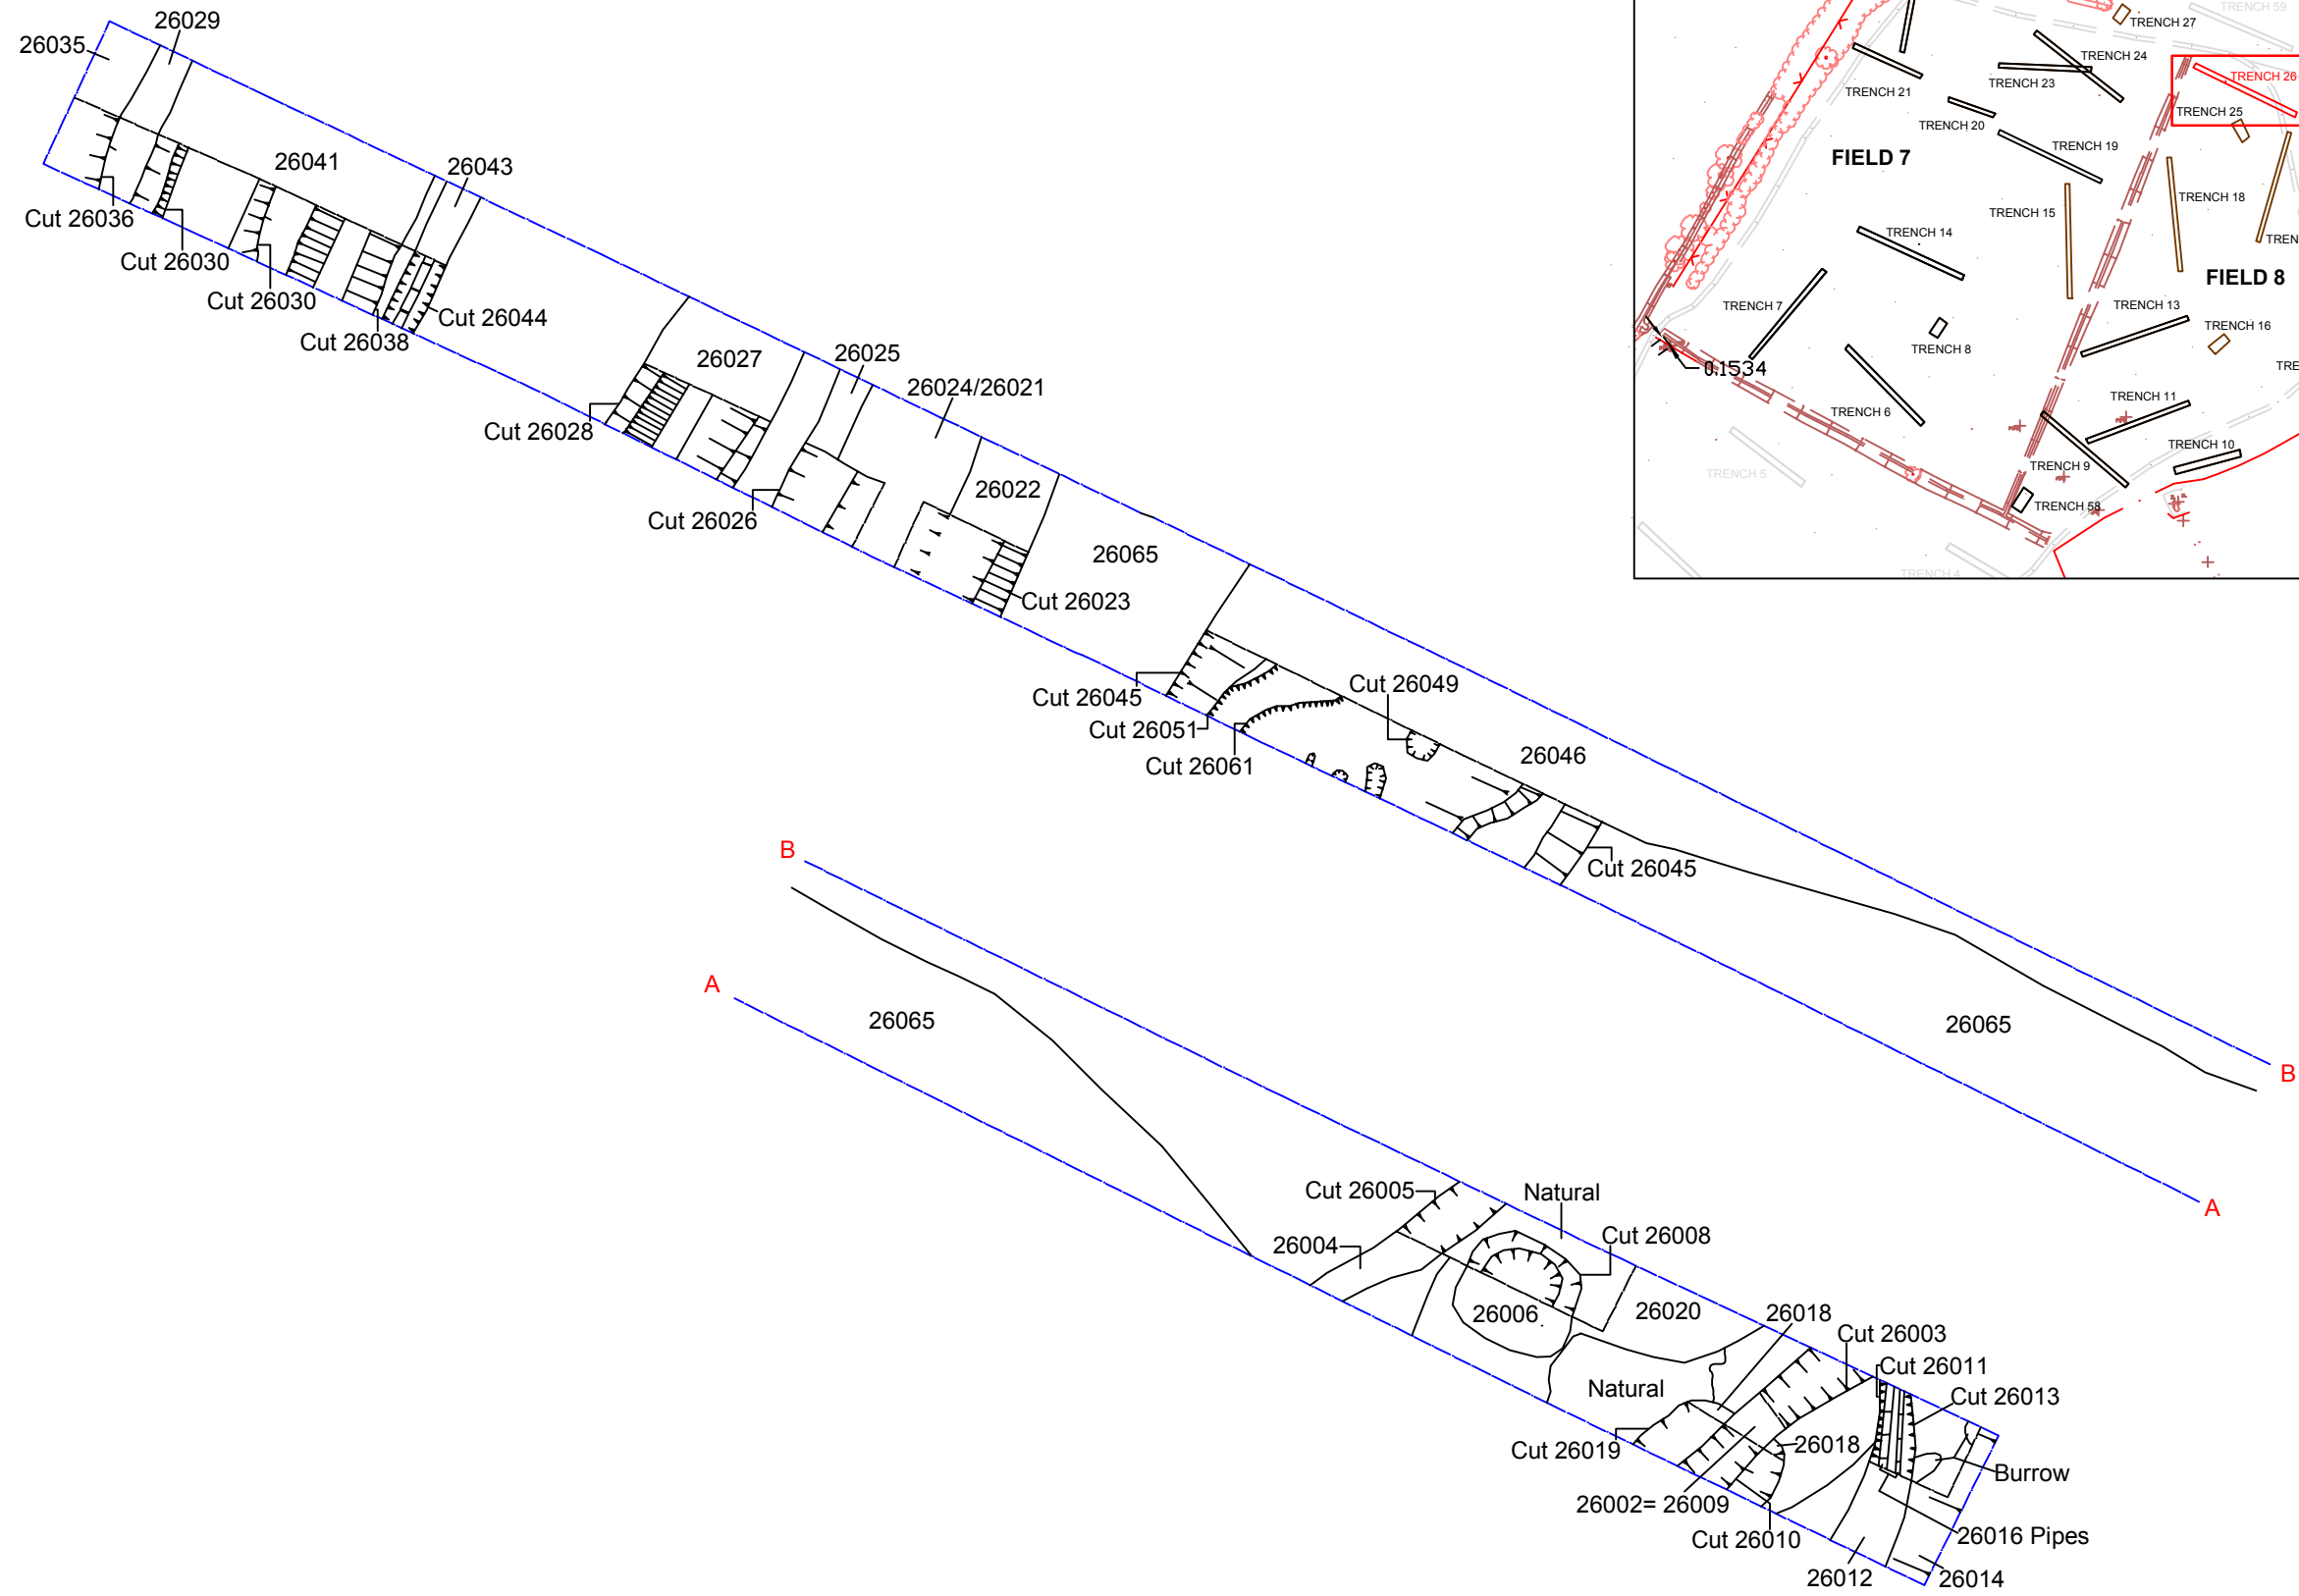 26029
26035
26041
26043
Cut 26036
Cut 26030
Cut 26030
Cut 26038
Cut 26044
26027
26025
26024/26021
26022
Cut 26028
Cut 26026
26065
Cut 26023
Cut 26045
Cut 26051
Cut 26061
Cut 26049
26046
Cut 26045
26065
B
A
B
A
26065
Cut 26005
Natural
26004
Cut 26008
26006
26020
26018
Cut 26003
Cut 26011
Cut 26013
Natural
Cut 26019
26018
Burrow
26002= 26009
Cut 26010
26016 Pipes
26012
26014
TRENCH 59
TRENCH 27
TRENCH 24
TRENCH 23
TRENCH 26
TRENCH 21
TRENCH 25
TRENCH 20
FIELD 7
TRENCH 19
TRENCH 18
TRENCH 15
TRENCH 14
TREN
FIELD 8
TRENCH 7
TRENCH 13
TRENCH 16
TRENCH 8
TRE
0.1534
TRENCH 11
TRENCH 6
TRENCH 10
TRENCH 9
TRENCH 5
TRENCH 58
TRENCH 4